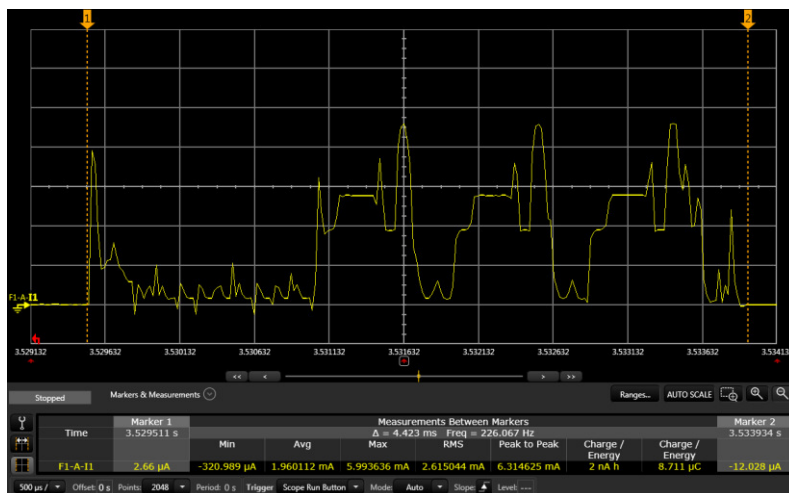 1 2
F1-A-I1
3.529132 3.529632 3.530132 3.530632 3.531132 3.531632 3.532132 3.532632 3.533132 3.533632 3.53413
<< < > >>
Stopped Markers & Measurements Ranges... AUTO SCALE
Marker 1 Measurements Between Markers Marker 2
Time 3.529511 s Δ = 4.423 ms Freq = 226.067 Hz 3.533934 s
Min Avg Max RMS Peak to Peak Charge / Energy Charge / Energy
F1-A-I1 2.66 µA -320.989 µA 1.960112 mA 5.993636 mA 2.615044 mA 6.314625 mA 2 nA h 8.711 µC -12.028 µA
500 µs / Offset: 0 s Points: 2048 Period: 0 s Trigger Scope Run Button Mode: Auto Slope: Level: ---